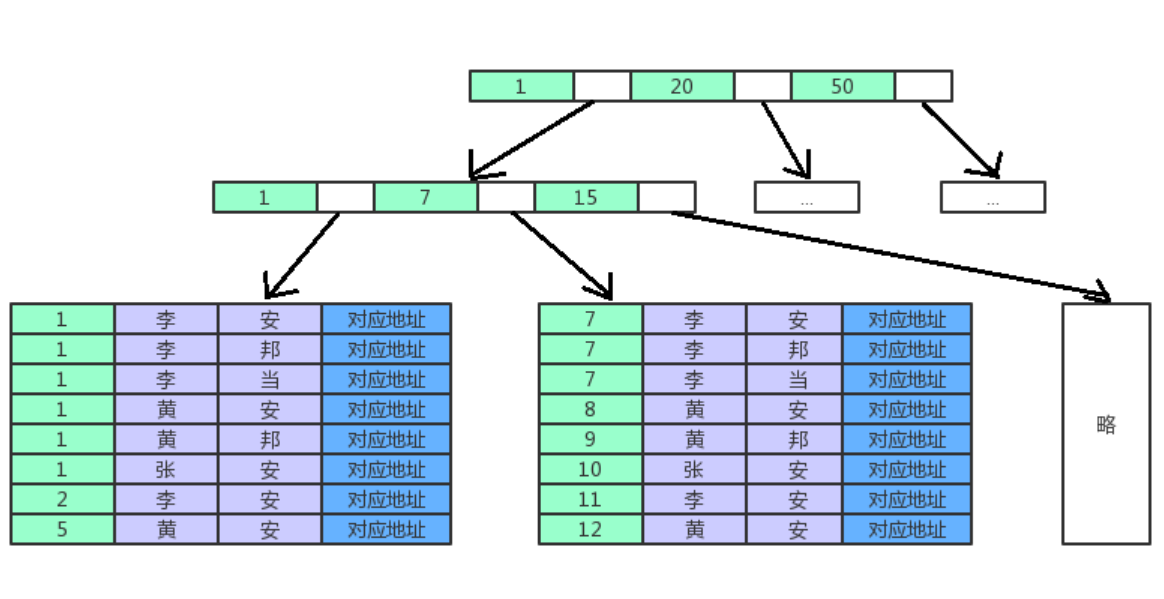 1 20 50
1 7 15 ... ...
1 李 安 对应地址 7 李 安 对应地址
1 李 邦 对应地址 7 李 邦 对应地址
1 李 当 对应地址 7 李 当 对应地址
1 黄 安 对应地址 8 黄 安 对应地址
略
1 黄 邦 对应地址 9 黄 邦 对应地址
1 张 安 对应地址 10 张 安 对应地址
2 李 安 对应地址 11 李 安 对应地址
5 黄 安 对应地址 12 黄 安 对应地址